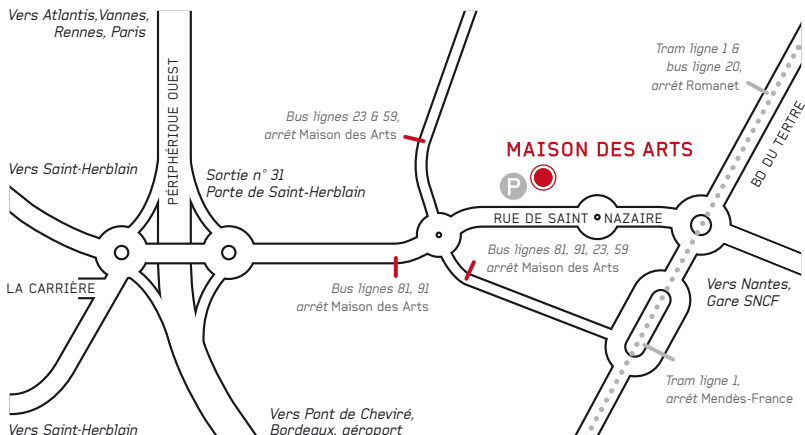 Vers Atlantis,Vannes,
Rennes, Paris
PÉRIPHÉRIQUE OUEST
Tram ligne 1 &
bus ligne 20,
arrêt Romanet
BD DU TERTRE
Bus lignes 23 & 59,
arrêt Maison des Arts
MAISON DES ARTS
P
Vers Saint-Herblain
Sortie n° 31
Porte de Saint-Herblain
RUE DE SAINT NAZAIRE
Bus lignes 81, 91, 23, 59
arrêt Maison des Arts
LA CARRIÈRE
Bus lignes 81, 91
arrêt Maison des Arts
Vers Nantes,
Gare SNCF
Tram ligne 1,
arrêt Mendès-France
Vers Saint-Herblain
Vers Pont de Cheviré,
Bordeaux, aéroport